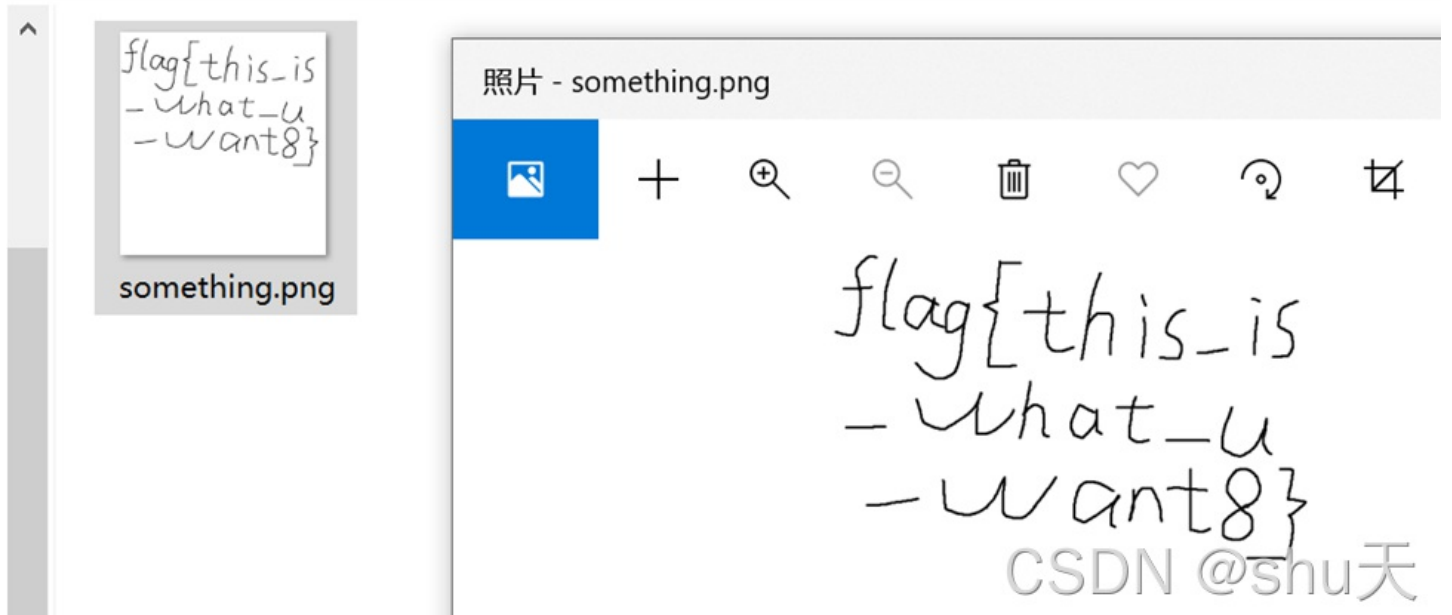 flag{this_is
_what_u
_want8}
something.png
照片 - something.png
flag{this_is
_what_u
_want8}
CSDN @shu天